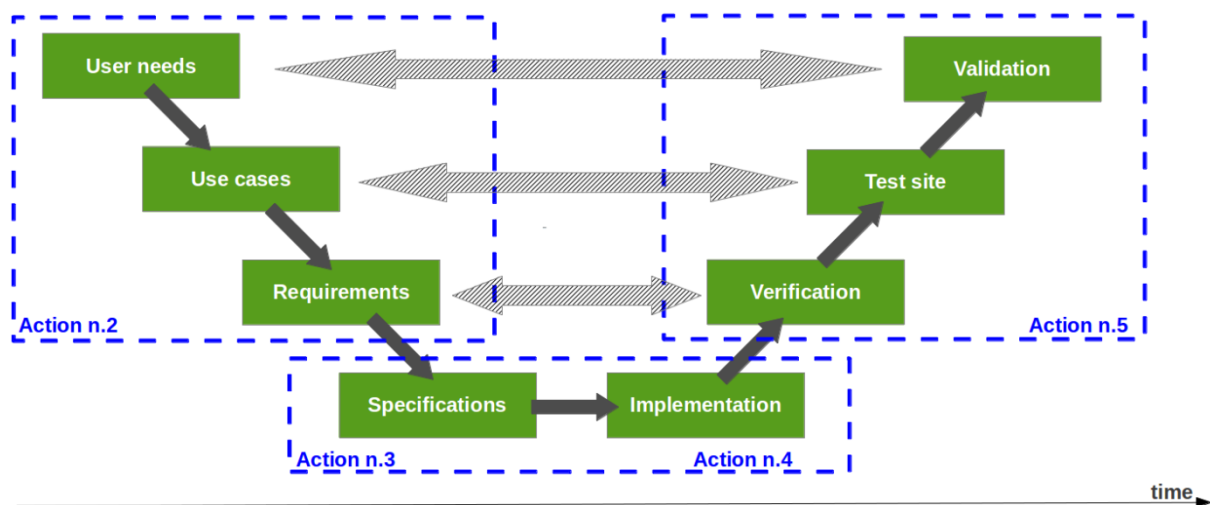 User needs
Validation
Use cases
Test site
Requirements
Verification
Action n.2
Action n.5
Specifications
Implementation
Action n.3
Action n.4
time